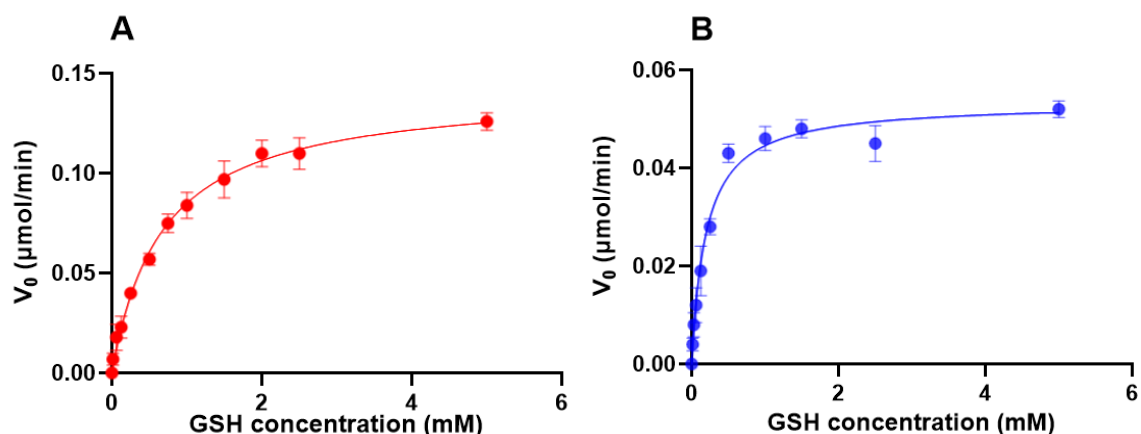 A
V₀ (µmol/min)
0.15
0.10
0.05
0.00
0 2 4 6
GSH concentration (mM)
B
V₀ (µmol/min)
0.06
0.04
0.02
0.00
0 2 4 6
GSH concentration (mM)